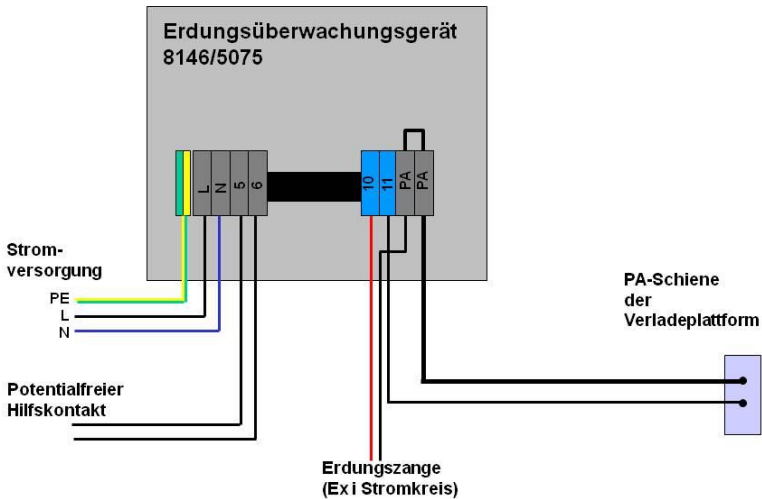 Erdungsüberwachungsgerät
8146/5075
L
N
5
6
10
11
PA
PA
Strom-
versorgung
PE
L
N
PA-Schiene
der
Verladeplattform
Potentialfreier
Hilfskontakt
Erdungszange
(Ex i Stromkreis)